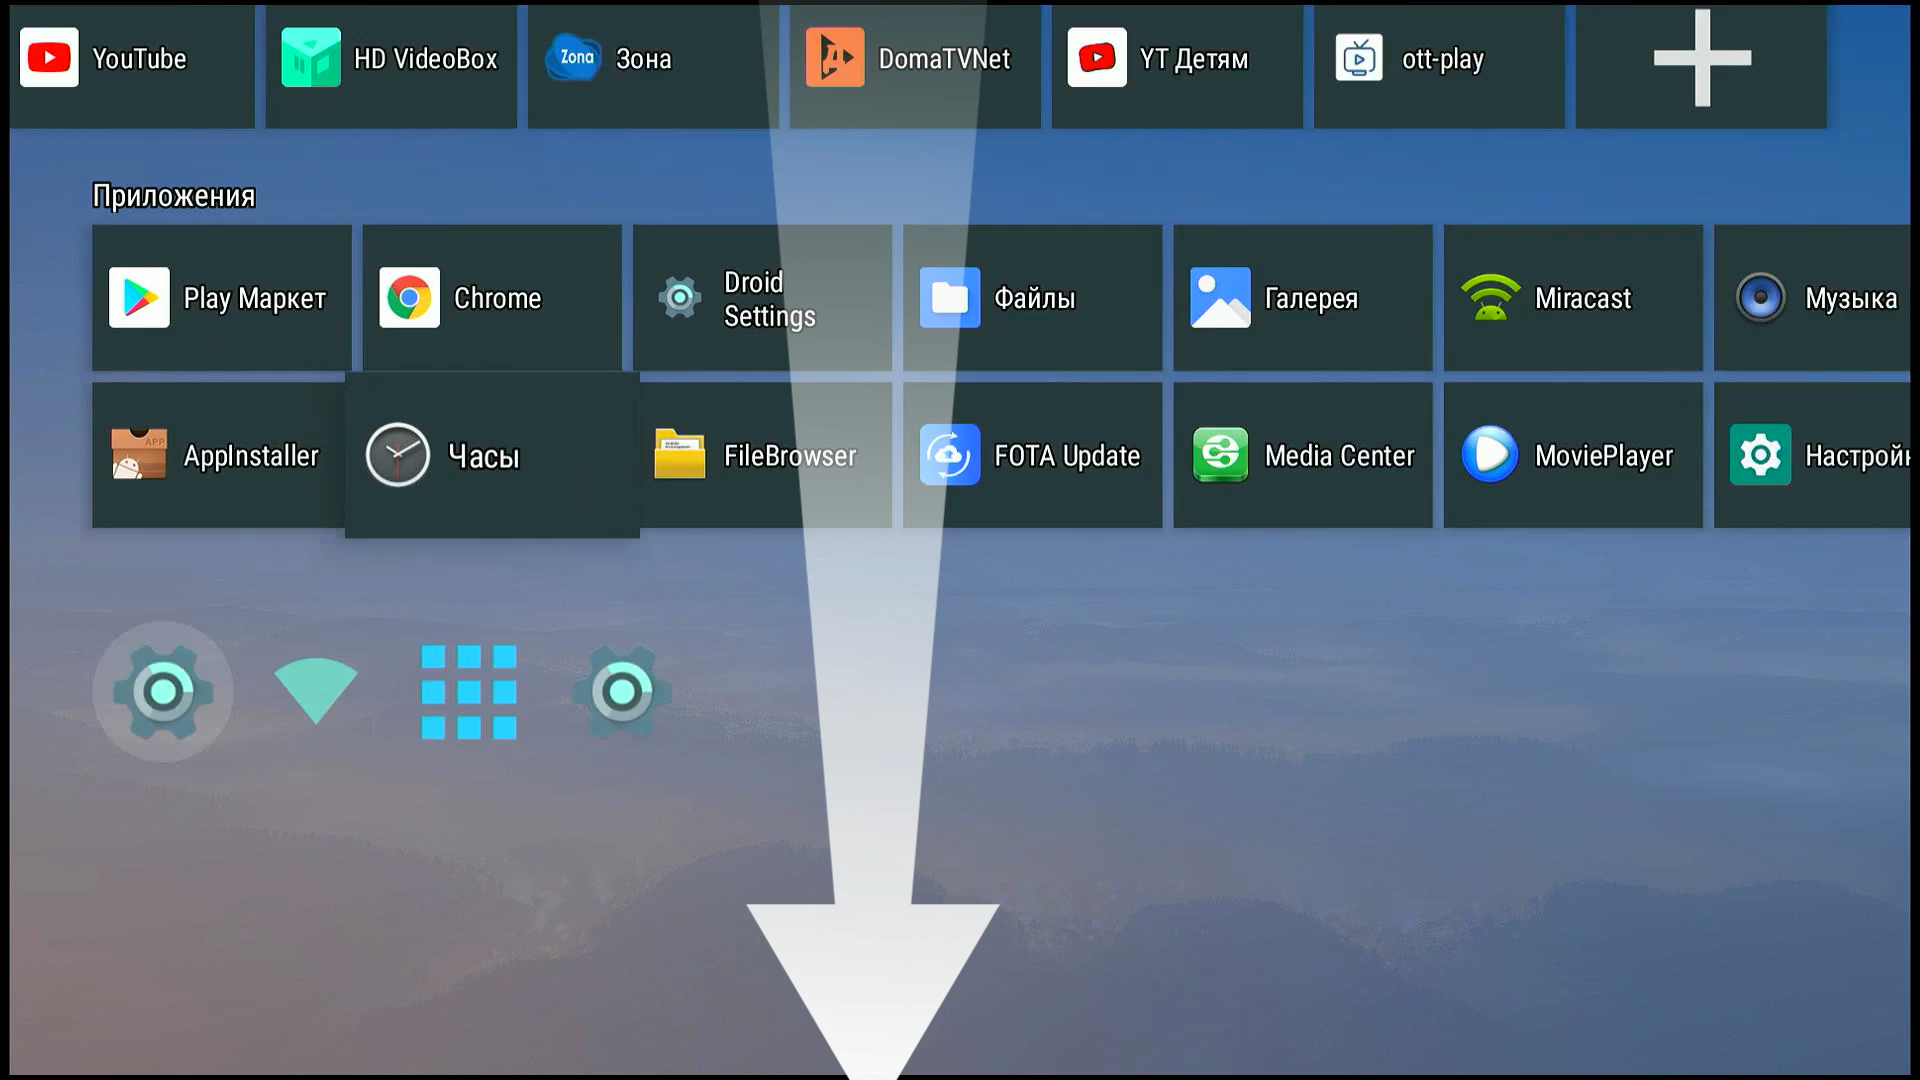 YouTube
HD VideoBox
Zona
Зона
DomaTVNet
YT Детям
ott-play
Приложения
Play Маркет
Chrome
Droid
Settings
Файлы
Галерея
Miracast
Музыка
APP
AppInstaller
Часы
FileBrowser
FOTA Update
Media Center
MoviePlayer
Настройк